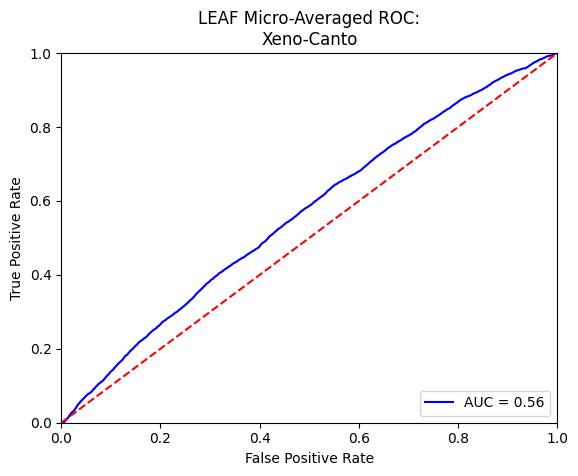 LEAF Micro-Averaged ROC:
Xeno-Canto
1.0
0.8
0.6
0.4
0.2
0.0
True Positive Rate
0.0 0.2 0.4 0.6 0.8 1.0
False Positive Rate
AUC = 0.56